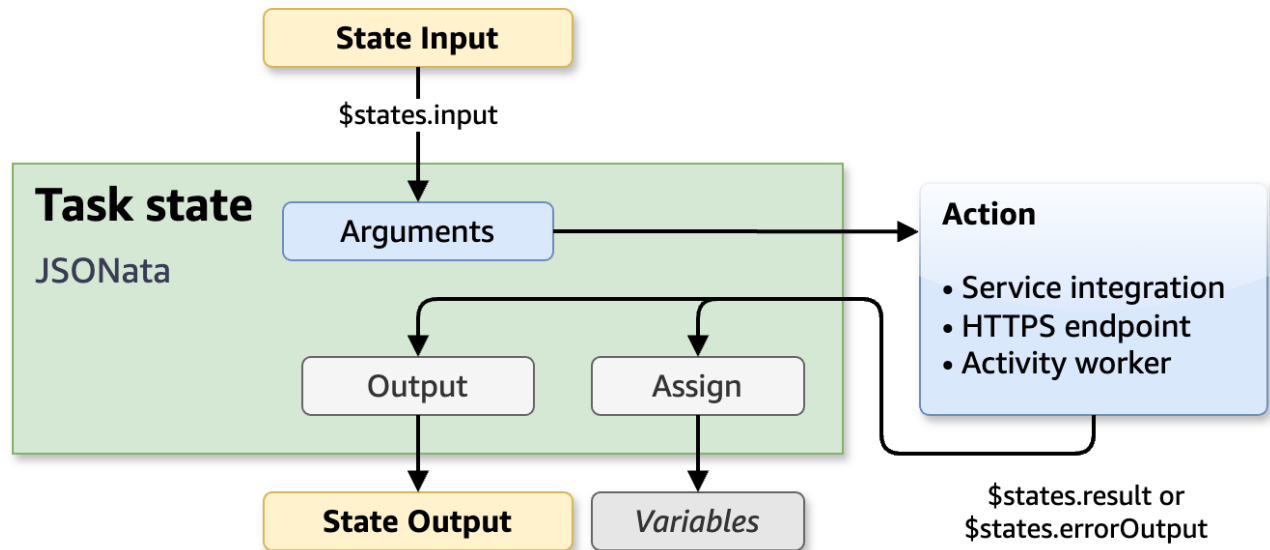 State Input
$states.input
Task state
JSONata
Arguments
Action
• Service integration
• HTTPS endpoint
• Activity worker
Output
Assign
State Output
Variables
$states.result or
$states.errorOutput